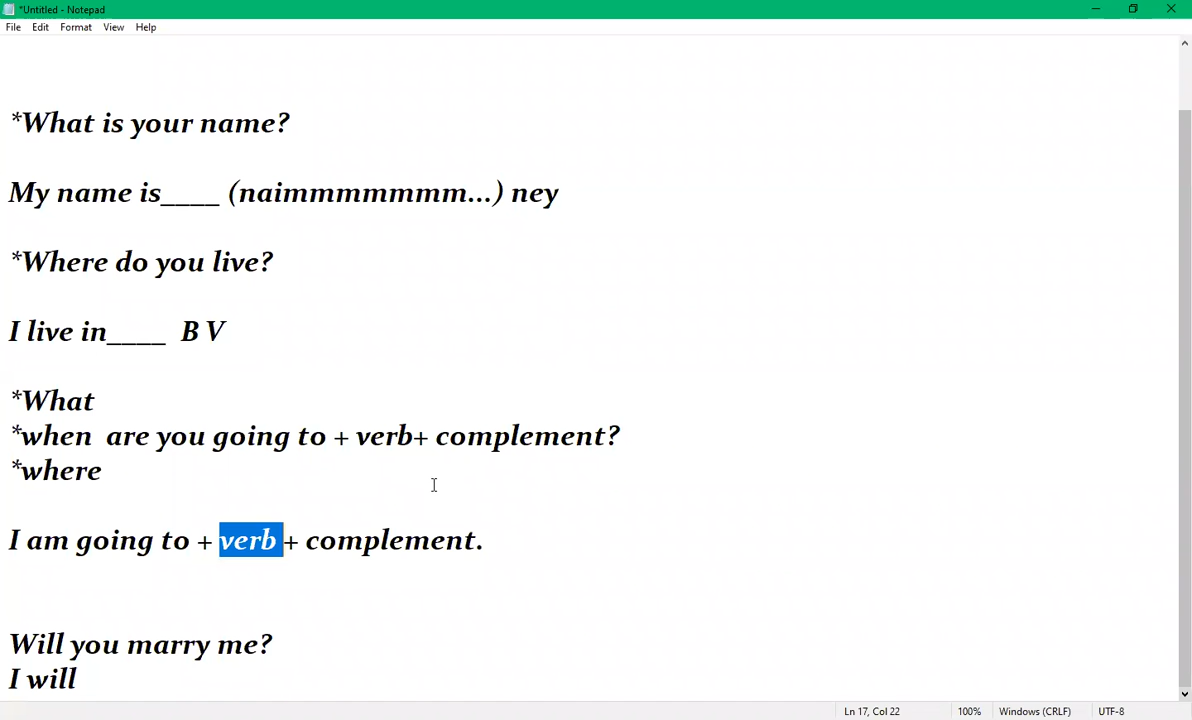 *Untitled - Notepad
File Edit Format View Help
*What is your name?
My name is____ (naimmmmmmm...) ney
*Where do you live?
I live in____ B V
*What
*when are you going to + verb+ complement?
*where
I am going to + verb + complement.
Will you marry me?
I will
Ln 17, Col 22 100% Windows (CRLF) UTF-8